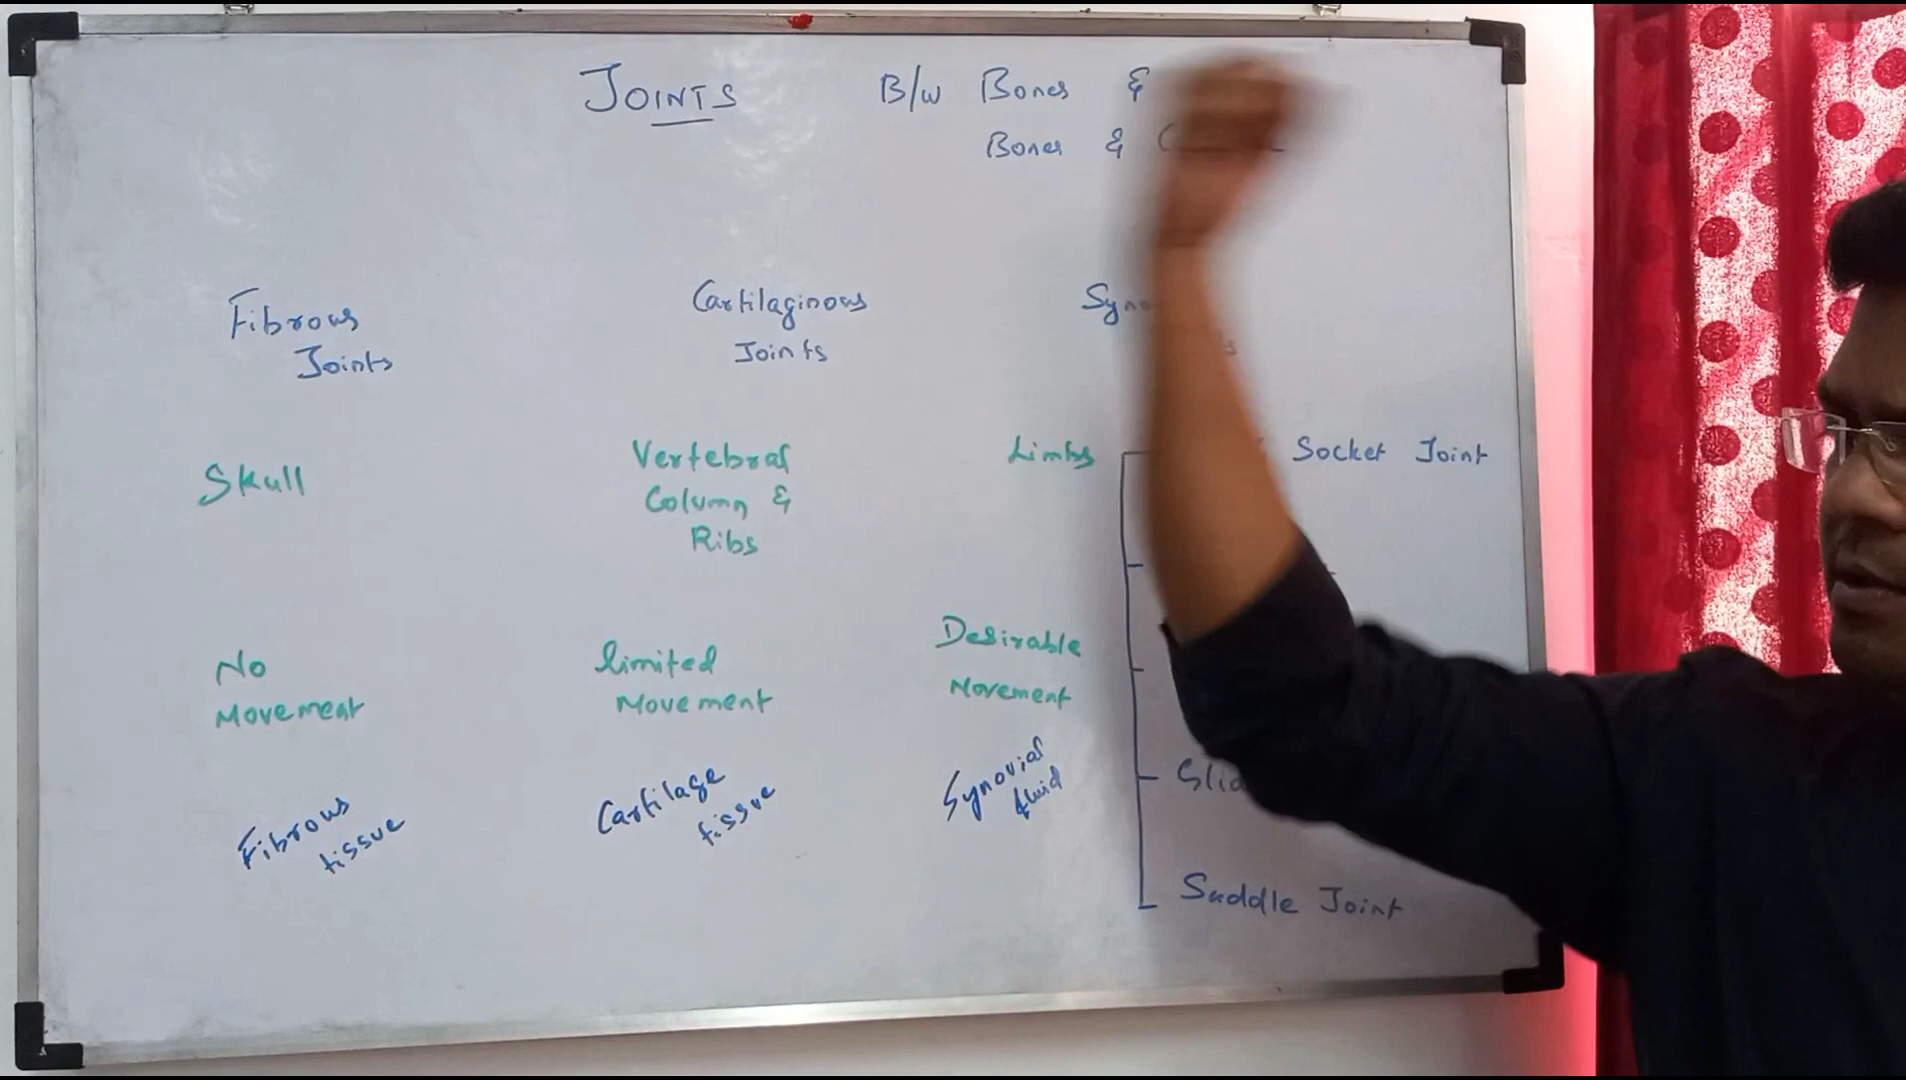 JOINTS B/w Bones &
Bones &
Fibrous
Joints
Cartilaginous
Joints
Skull
Vertebral
Column &
Ribs
Limbs
Socket Joint
No
Movement
limited
Movement
Desirable
Movement
Fibrous
tissue
Cartilage
tissue
Synovial
fluid
Saddle Joint